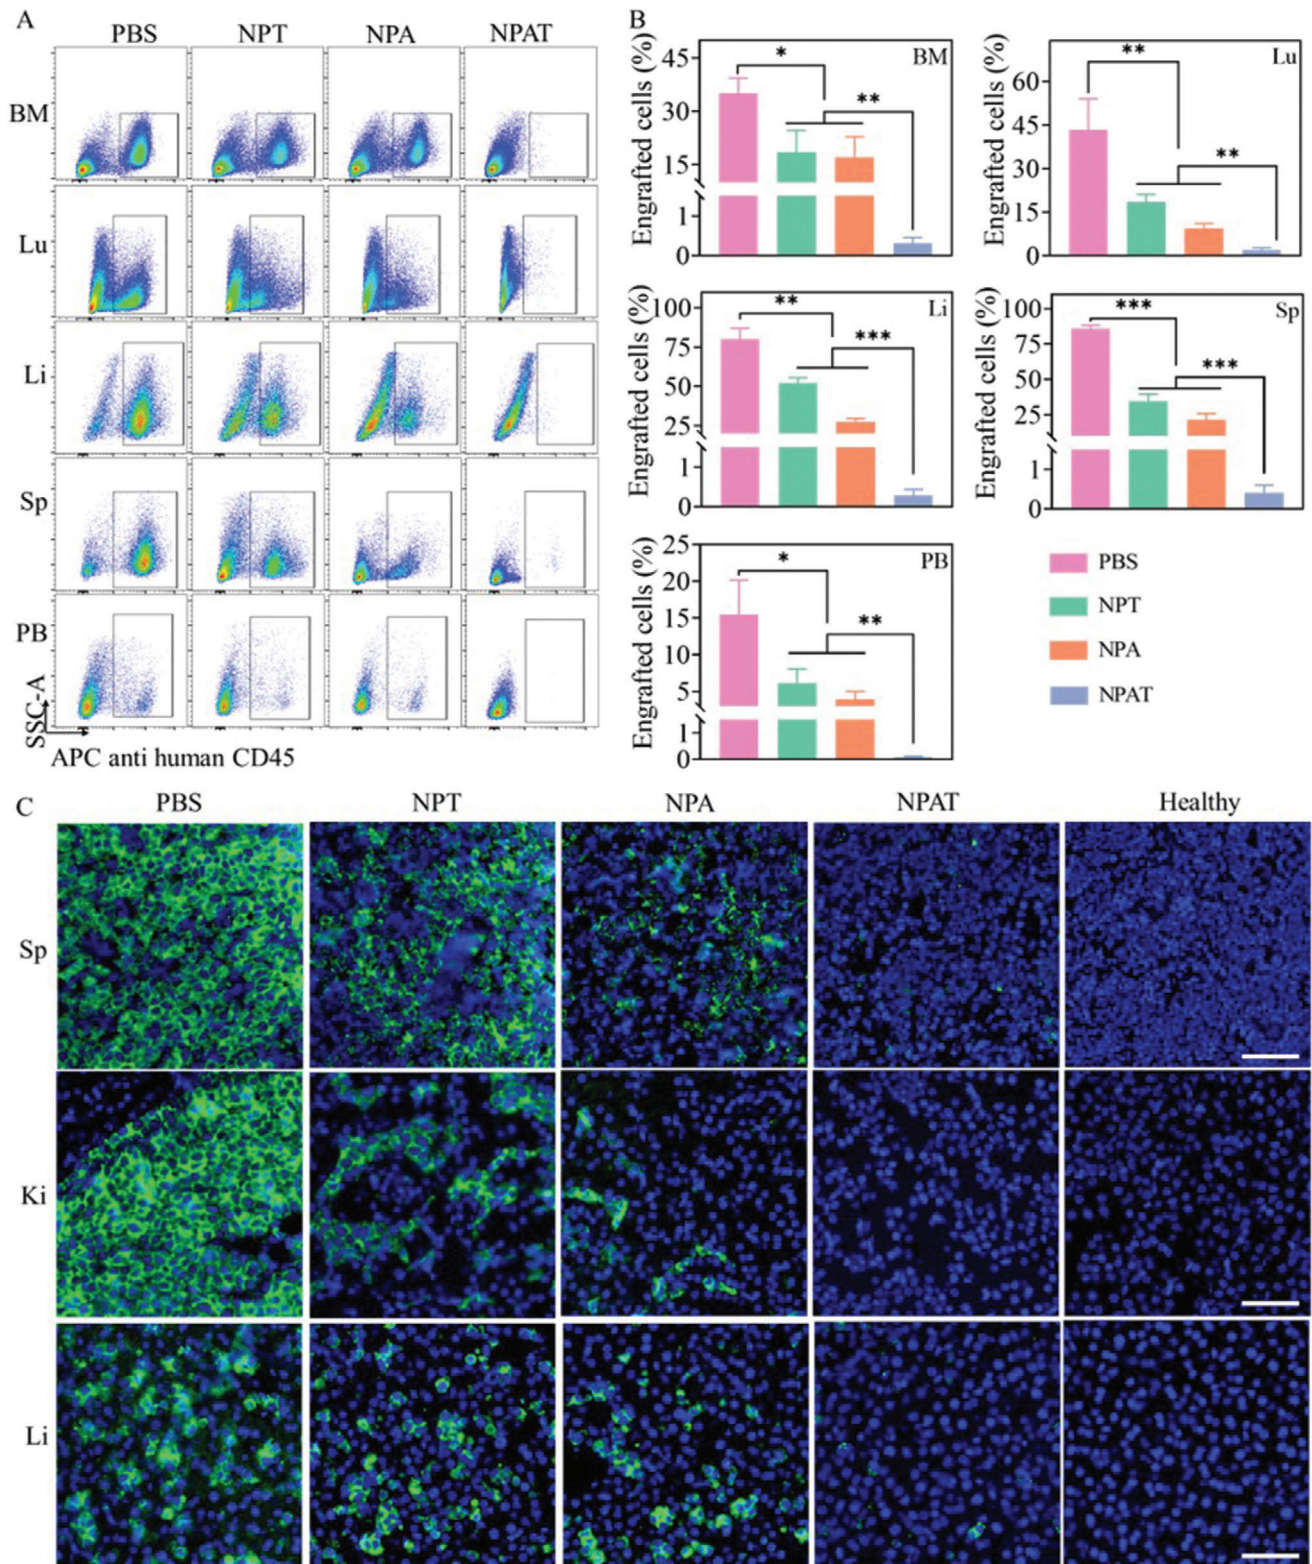 A
PBS NPT NPA NPAT
BM
Lu
Li
Sp
PB
SSC-A
APC anti human CD45
B
Engrafted cells (%)
45
30
15
1
0
*
**
BM
Engrafted cells (%)
60
45
30
15
0
**
**
Lu
Engrafted cells (%)
100
75
50
25
1
0
**
***
Li
Engrafted cells (%)
100
75
50
25
1
0
***
***
Sp
Engrafted cells (%)
25
20
15
10
5
1
0
*
**
PB
PBS
NPT
NPA
NPAT
C
PBS NPT NPA NPAT Healthy
Sp
Ki
Li